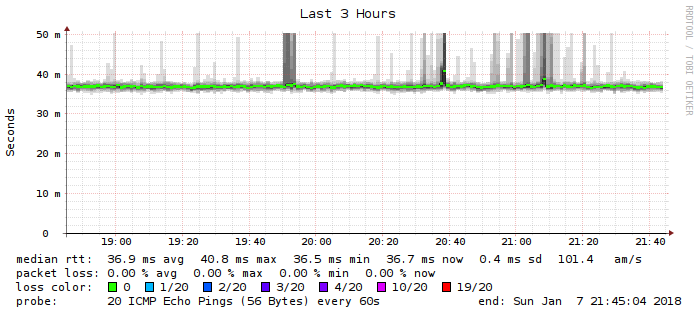 Last 3 Hours
RRDTOOL / TOBI OETIKER
Seconds
50 m
40 m
30 m
20 m
10 m
0
19:00 19:20 19:40 20:00 20:20 20:40 21:00 21:20 21:40
median rtt: 36.9 ms avg 40.8 ms max 36.5 ms min 36.7 ms now 0.4 ms sd 101.4 am/s
packet loss: 0.00 % avg 0.00 % max 0.00 % min 0.00 % now
loss color: 0 1/20 2/20 3/20 4/20 10/20 19/20
probe: 20 ICMP Echo Pings (56 Bytes) every 60s end: Sun Jan 7 21:45:04 2018